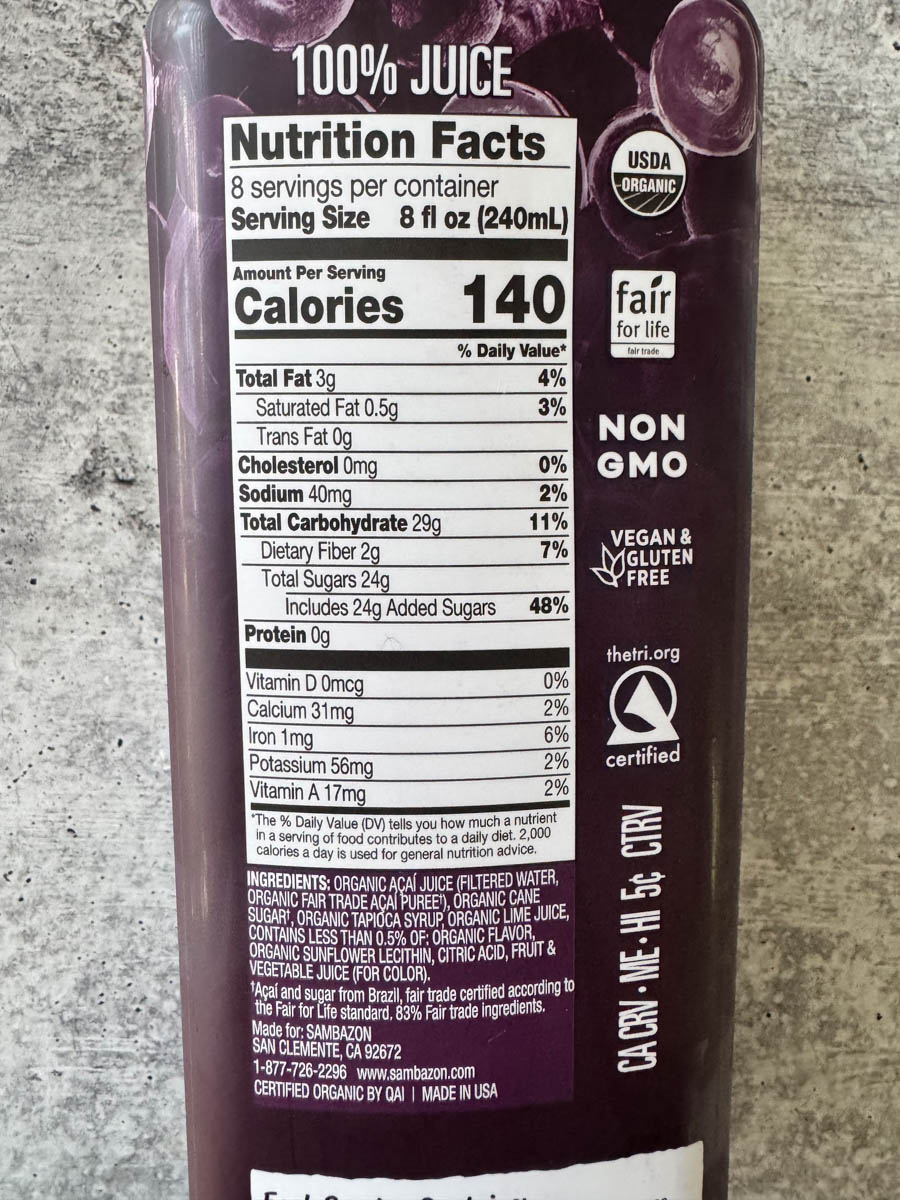 100% JUICE
Nutrition Facts
8 servings per container
Serving Size 8 fl oz (240mL)
Amount Per Serving
Calories 140
% Daily Value*
Total Fat 3g 4%
Saturated Fat 0.5g 3%
Trans Fat 0g
Cholesterol 0mg 0%
Sodium 40mg 2%
Total Carbohydrate 29g 11%
Dietary Fiber 2g 7%
Total Sugars 24g
Includes 24g Added Sugars 48%
Protein 0g
Vitamin D 0mcg 0%
Calcium 31mg 2%
Iron 1mg 6%
Potassium 56mg 2%
Vitamin A 17mg 2%
*The % Daily Value (DV) tells you how much a nutrient
in a serving of food contributes to a daily diet. 2,000
calories a day is used for general nutrition advice.
INGREDIENTS: ORGANIC AÇAÍ JUICE (FILTERED WATER,
ORGANIC FAIR TRADE AÇAÍ PUREE†), ORGANIC CANE
SUGAR†, ORGANIC TAPIOCA SYRUP, ORGANIC LIME JUICE,
CONTAINS LESS THAN 0.5% OF: ORGANIC FLAVOR,
ORGANIC SUNFLOWER LECITHIN, CITRIC ACID, FRUIT &
VEGETABLE JUICE (FOR COLOR).
†Açaí and sugar from Brazil, fair trade certified according to
the Fair for Life standard, 83% Fair trade ingredients.
Made for: SAMBAZON
SAN CLEMENTE, CA 92672
1-877-726-2296 www.sambazon.com
CERTIFIED ORGANIC BY QAI | MADE IN USA
USDA
ORGANIC
fair
for life
fair trade
NON
GMO
VEGAN &
GLUTEN
FREE
thetri.org
certified
CA CRV • ME • HI 5¢ CTRV